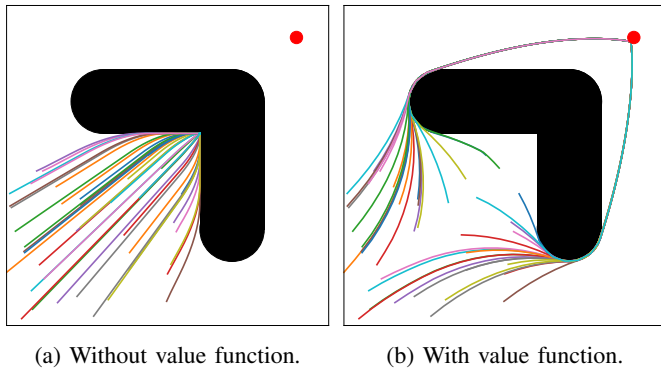 (a) Without value function.
(b) With value function.